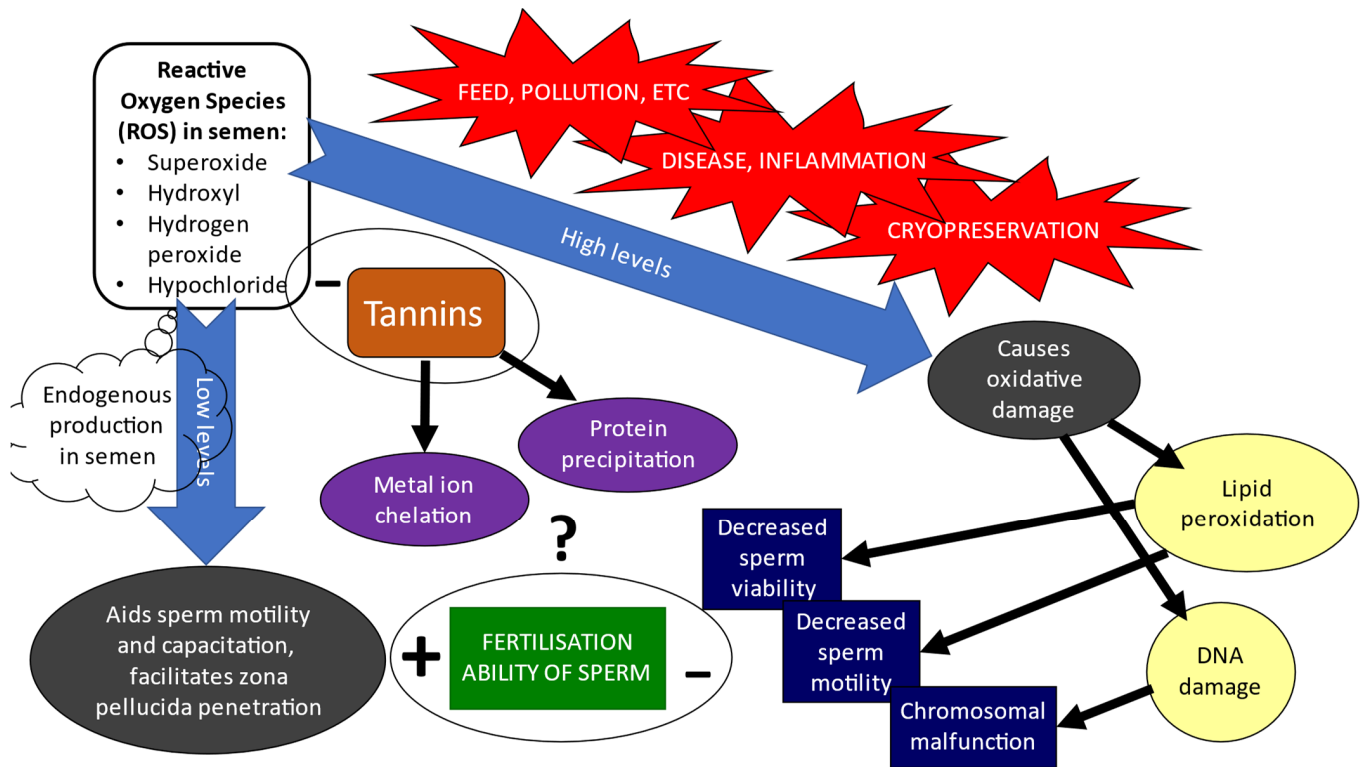 Reactive
Oxygen Species
(ROS) in semen:
• Superoxide
• Hydroxyl
• Hydrogen
peroxide
• Hypochloride
FEED, POLLUTION, ETC
DISEASE, INFLAMMATION
CRYOPRESERVATION
High levels
–
Tannins
Low levels
Endogenous
production
in semen
Causes
oxidative
damage
Protein
precipitation
Metal ion
chelation
Lipid
peroxidation
?
Decreased
sperm
viability
Decreased
sperm
motility
Chromosomal
malfunction
DNA
damage
Aids sperm motility
and capacitation,
facilitates zona
pellucida penetration
+
FERTILISATION
ABILITY OF SPERM
–